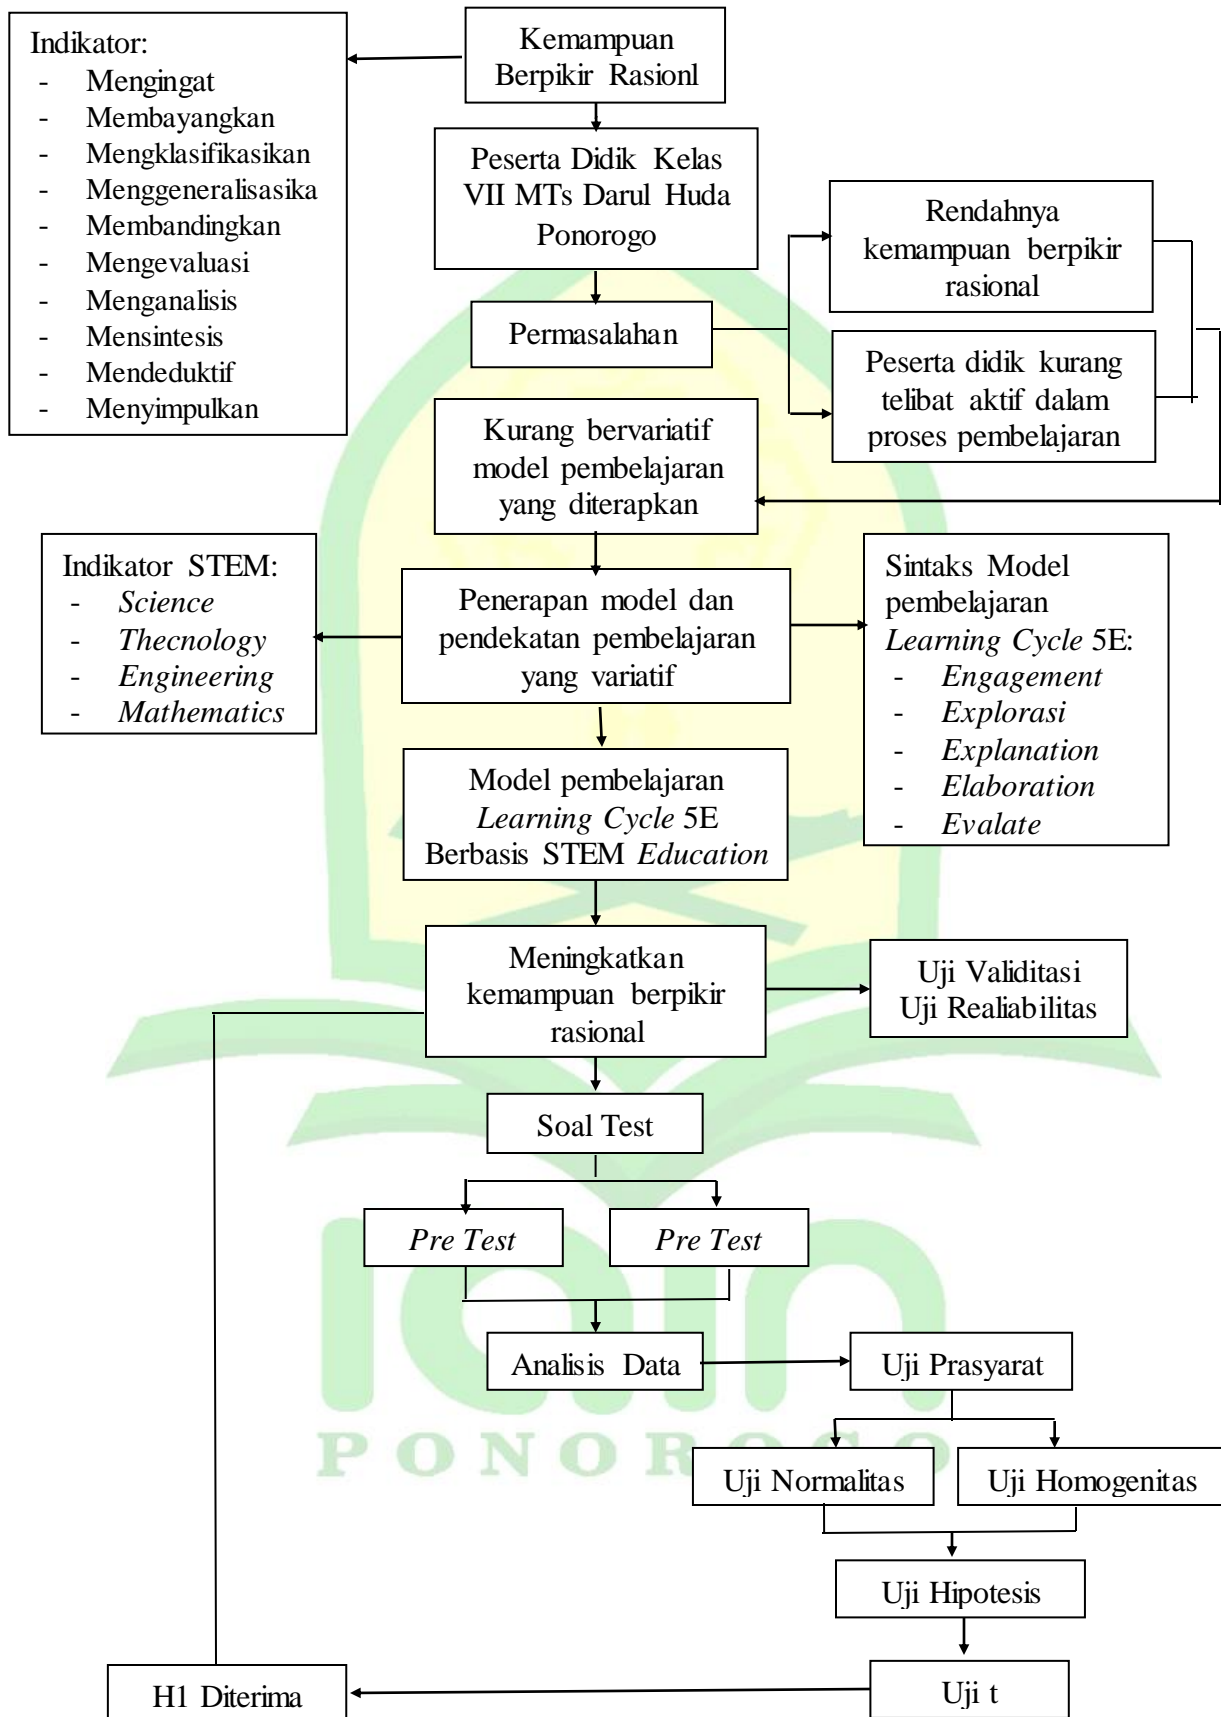 Indikator:
- Mengingat
- Membayangkan
- Mengklasifikasikan
- Menggeneralisasika
- Membandingkan
- Mengevaluasi
- Menganalisis
- Mensintesis
- Mendeduktif
- Menyimpulkan
Kemampuan
Berpikir Rasionl
Peserta Didik Kelas
VII MTs Darul Huda
Ponorogo
Permasalahan
Rendahnya
kemampuan berpikir
rasional
Peserta didik kurang
telibat aktif dalam
proses pembelajaran
Kurang bervariatif
model pembelajaran
yang diterapkan
Indikator STEM:
- Science
- Thecnology
- Engineering
- Mathematics
Penerapan model dan
pendekatan pembelajaran
yang variatif
Sintaks Model
pembelajaran
Learning Cycle 5E:
- Engagement
- Explorasi
- Explanation
- Elaboration
- Evalate
Model pembelajaran
Learning Cycle 5E
Berbasis STEM Education
Meningkatkan
kemampuan berpikir
rasional
Uji Validitasi
Uji Realiabilitas
Soal Test
Pre Test
Pre Test
iain
Analisis Data
Uji Prasyarat
PONOROGO
Uji Normalitas
Uji Homogenitas
Uji Hipotesis
H1 Diterima
Uji t